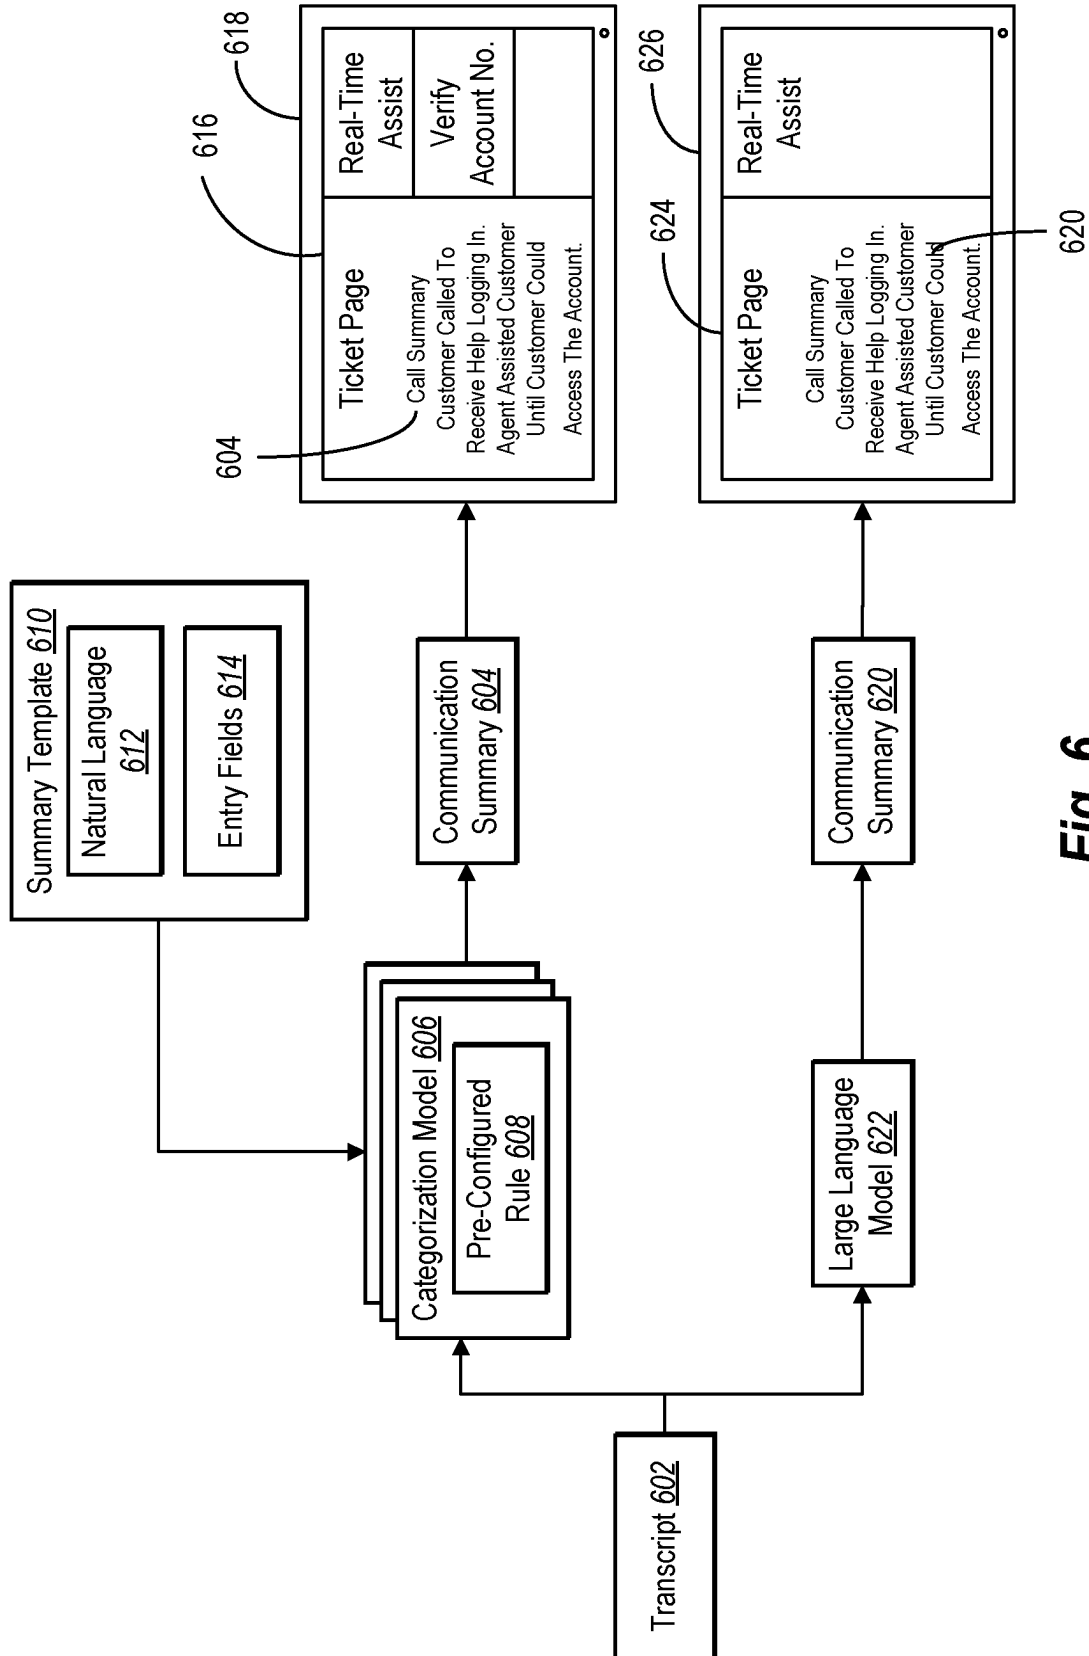 Transcript 602
Categorization Model 606
Pre-Configured
Rule 608
Large Language
Model 622
Summary Template 610
Natural Language
612
Entry Fields 614
Communication
Summary 604
Communication
Summary 620
604
616
618
Ticket Page
Call Summary
Customer Called To
Receive Help Logging In.
Agent Assisted Customer
Until Customer Could
Access The Account.
Real-Time
Assist
Verify
Account No.
624
626
Ticket Page
Call Summary
Customer Called To
Receive Help Logging In.
Agent Assisted Customer
Until Customer Could
Access The Account.
Real-Time
Assist
620
Fig. 6